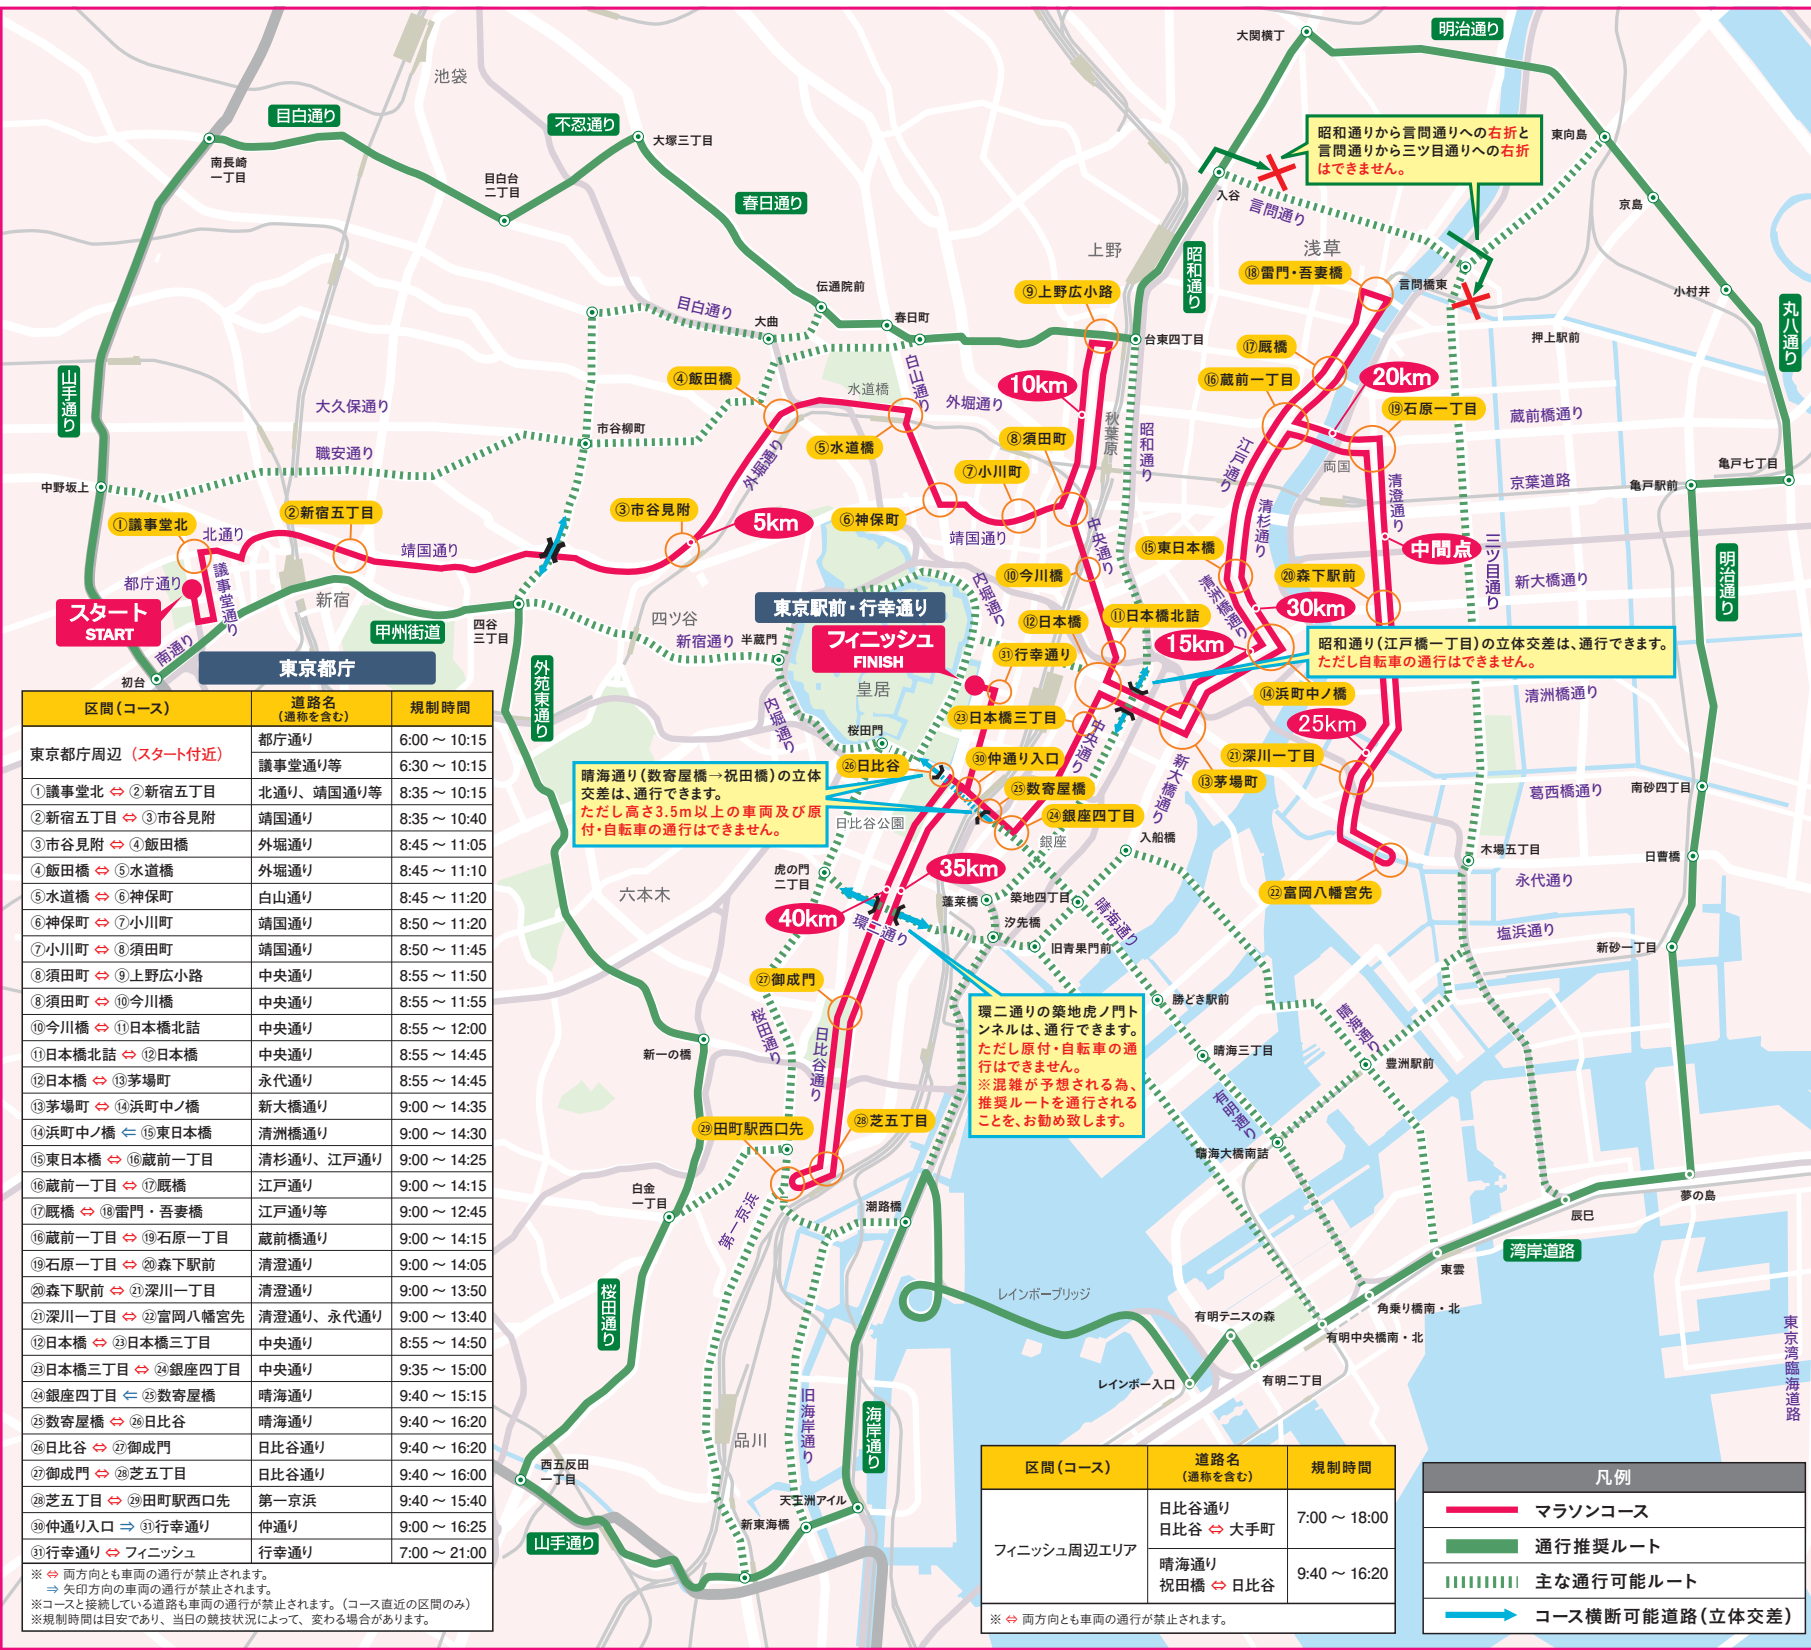 大関横丁
明治通り
池袋
目白通り
不忍通り
大塚三丁目
南長崎
一丁目
目白台
二丁目
春日通り
昭和通りから言問通りへの右折と
言問通りから三ツ目通りへの右折
はできません。
東向島
入谷
言問通り
京島
上野
昭和通り
浅草
⑱雷門・吾妻橋
言問橋東
小村井
伝通院前
⑨上野広小路
目白通り
大曲
春日町
台東四丁目
押上駅前
丸八通り
⑰厩橋
④飯田橋
水道橋
白山通り
10km
⑯蔵前一丁目
20km
山手通り
大久保通り
外堀通り
⑲石原一丁目
蔵前橋通り
市谷柳町
⑤水道橋
⑧須田町
秋葉原
昭和通り
江戸通り
両国
職安通り
外堀通り
⑦小川町
亀戸七丁目
中野坂上
清澄通り
京葉道路
亀戸駅前
①議事堂北
北通り
②新宿五丁目
③市谷見附
5km
⑥神保町
靖国通り
中央通り
清杉通り
靖国通り
⑮東日本橋
中間点
三ツ目通り
都庁通り
議事堂通り
新宿
⑩今川橋
清洲橋通り
⑳森下駅前
新大橋通り
明治通り
スタート
START
東京駅前・行幸通り
内堀通り
⑫日本橋
⑪日本橋北詰
30km
甲州街道
四谷
三丁目
四ツ谷
新宿通り
半蔵門
フィニッシュ
FINISH
㉛行幸通り
15km
昭和通り（江戸橋一丁目）の立体交差は、通行できます。
ただし自転車の通行はできません。
南通り
東京都庁
初台
外苑東通り
皇居
⑭浜町中ノ橋
清洲橋通り
内堀通り
㉓日本橋三丁目
25km
桜田門
中央通り
㉖日比谷
㉚仲通り入口
新大橋通り
㉑深川一丁目
晴海通り（数寄屋橋→祝田橋）の立体
交差は、通行できます。
ただし高さ3.5m以上の車両及び原
付・自転車の通行はできません。
⑬茅場町
㉕数寄屋橋
葛西橋通り
南砂四丁目
日比谷公園
㉔銀座四丁目
銀座
入船橋
木場五丁目
日曹橋
虎の門
二丁目
35km
㉒富岡八幡宮先
永代通り
六本木
40km
環二通り
蓬莱橋
築地四丁目
汐先橋
晴海通り
塩浜通り
旧青果門前
新砂一丁目
㉗御成門
環二通りの築地虎ノ門ト
ンネルは、通行できます。
ただし原付・自転車の通
行はできません。
※混雑が予想される為、
推奨ルートを通行される
ことを、お勧め致します。
勝どき駅前
桜田通り
日比谷通り
晴海通り
新一の橋
晴海三丁目
豊洲駅前
有明通り
㉙田町駅西口先
㉘芝五丁目
晴海大橋南詰
白金
一丁目
第一京浜
潮路橋
夢の島
辰巳
湾岸道路
東雲
桜田通り
レインボーブリッジ
角乗り橋南・北
有明テニスの森
有明中央橋南・北
東京湾臨海道路
レインボー入口
有明二丁目
旧海岸通り
海岸通り
品川
西五反田
一丁目
天王洲アイル
新東海橋
山手通り
区間（コース） 道路名（通称を含む） 規制時間
東京都庁周辺（スタート付近） 都庁通り 6:00～10:15
議事堂通り等 6:30～10:15
①議事堂北⇔②新宿五丁目 北通り、靖国通り等 8:35～10:15
②新宿五丁目⇔③市谷見附 靖国通り 8:35～10:40
③市谷見附⇔④飯田橋 外堀通り 8:45～11:05
④飯田橋⇔⑤水道橋 外堀通り 8:45～11:10
⑤水道橋⇔⑥神保町 白山通り 8:45～11:20
⑥神保町⇔⑦小川町 靖国通り 8:50～11:20
⑦小川町⇔⑧須田町 靖国通り 8:50～11:45
⑧須田町⇔⑨上野広小路 中央通り 8:55～11:50
⑧須田町⇔⑩今川橋 中央通り 8:55～11:55
⑩今川橋⇔⑪日本橋北詰 中央通り 8:55～12:00
⑪日本橋北詰⇔⑫日本橋 中央通り 8:55～14:45
⑫日本橋⇔⑬茅場町 永代通り 8:55～14:45
⑬茅場町⇔⑭浜町中ノ橋 新大橋通り 9:00～14:35
⑭浜町中ノ橋⇐⑮東日本橋 清洲橋通り 9:00～14:30
⑮東日本橋⇔⑯蔵前一丁目 清杉通り、江戸通り 9:00～14:25
⑯蔵前一丁目⇔⑰厩橋 江戸通り 9:00～14:15
⑰厩橋⇔⑱雷門・吾妻橋 江戸通り等 9:00～12:45
⑯蔵前一丁目⇔⑲石原一丁目 蔵前橋通り 9:00～14:15
⑲石原一丁目⇔⑳森下駅前 清澄通り 9:00～14:05
⑳森下駅前⇔㉑深川一丁目 清澄通り 9:00～13:50
㉑深川一丁目⇔㉒富岡八幡宮先 清澄通り、永代通り 9:00～13:40
⑫日本橋⇔㉓日本橋三丁目 中央通り 8:55～14:50
㉓日本橋三丁目⇔㉔銀座四丁目 中央通り 9:35～15:00
㉔銀座四丁目⇐㉕数寄屋橋 晴海通り 9:40～15:15
㉕数寄屋橋⇔㉖日比谷 晴海通り 9:40～16:20
㉖日比谷⇔㉗御成門 日比谷通り 9:40～16:20
㉗御成門⇔㉘芝五丁目 日比谷通り 9:40～16:00
㉘芝五丁目⇔㉙田町駅西口先 第一京浜 9:40～15:40
㉚仲通り入口⇒㉛行幸通り 仲通り 9:00～16:25
㉛行幸通り⇔フィニッシュ 行幸通り 7:00～21:00
※⇔両方向とも車両の通行が禁止されます。
⇒矢印方向の車両の通行が禁止されます。
※コースと接続している道路も車両の通行が禁止されます。（コース直近の区間のみ）
※規制時間は目安であり、当日の競技状況によって、変わる場合があります。
区間（コース） 道路名（通称を含む） 規制時間
フィニッシュ周辺エリア
日比谷通り
日比谷⇔大手町 7:00～18:00
晴海通り
祝田橋⇔日比谷 9:40～16:20
※⇔両方向とも車両の通行が禁止されます。
凡例
マラソンコース
通行推奨ルート
主な通行可能ルート
コース横断可能道路（立体交差）